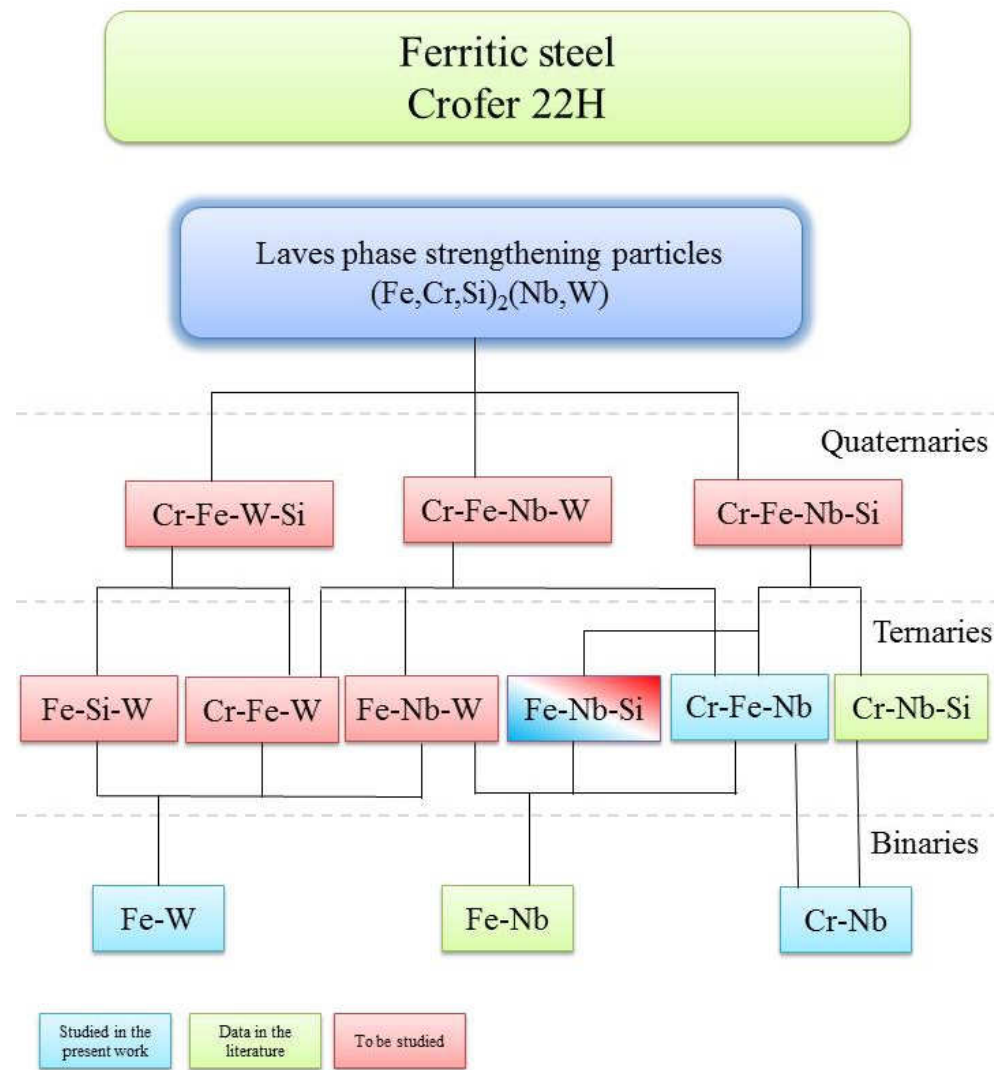 Ferritic steel
Crofer 22H
Laves phase strengthening particles
(Fe,Cr,Si)₂(Nb,W)
Quaternaries
Cr-Fe-W-Si
Cr-Fe-Nb-W
Cr-Fe-Nb-Si
Ternaries
Fe-Si-W
Cr-Fe-W
Fe-Nb-W
Fe-Nb-Si
Cr-Fe-Nb
Cr-Nb-Si
Binaries
Fe-W
Fe-Nb
Cr-Nb
Studied in the
present work
Data in the
literature
To be studied